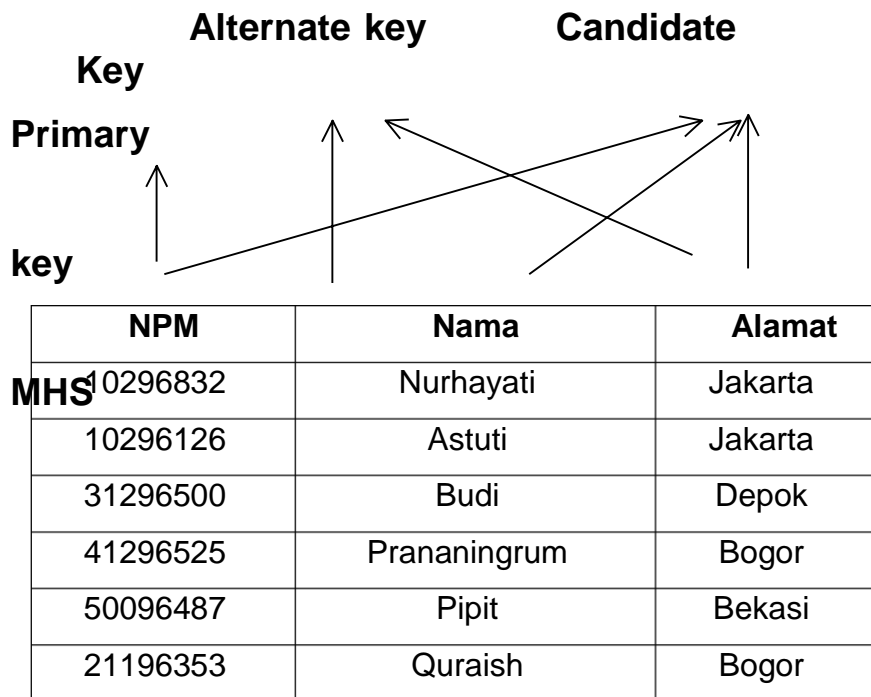 Alternate key Candidate
Key
Primary
key
NPM Nama Alamat
MHS 10296832 Nurhayati Jakarta
10296126 Astuti Jakarta
31296500 Budi Depok
41296525 Prananingrum Bogor
50096487 Pipit Bekasi
21196353 Quraish Bogor